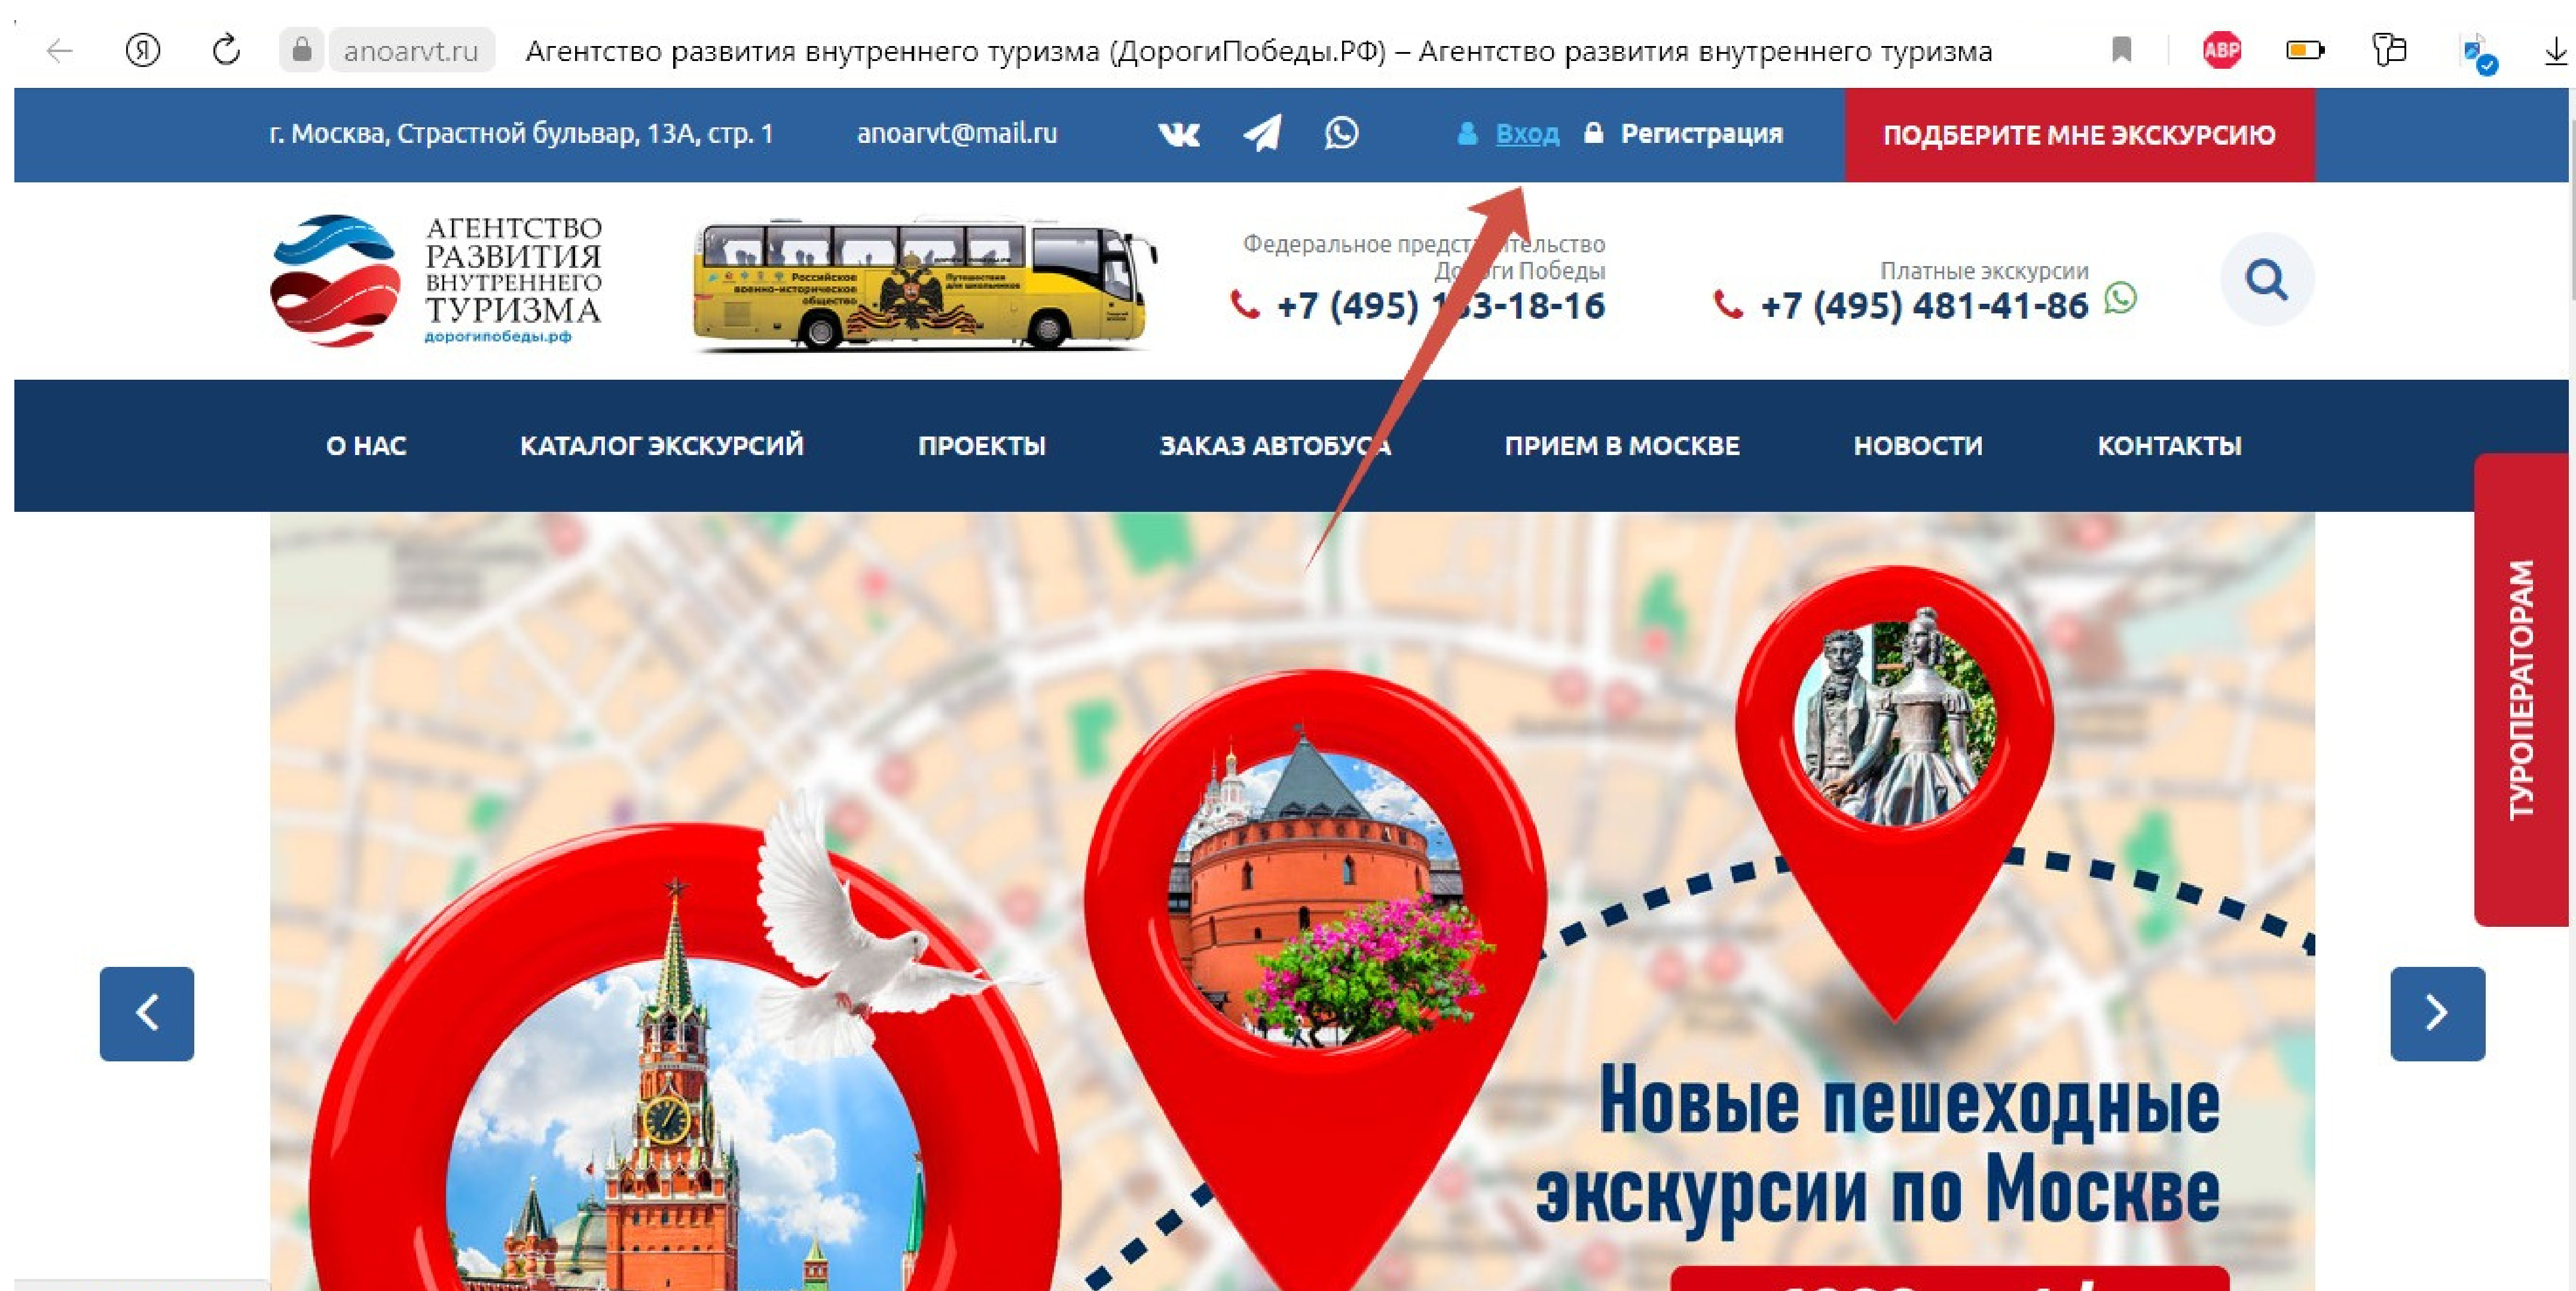 anoarvt.ru Агентство развития внутреннего туризма (ДорогиПобеды.РФ) – Агентство развития внутреннего туризма
ABP
г. Москва, Страстной бульвар, 13А, стр. 1 anoarvt@mail.ru Вход Регистрация ПОДБЕРИТЕ МНЕ ЭКСКУРСИЮ
АГЕНТСТВО
РАЗВИТИЯ
ВНУТРЕННЕГО
ТУРИЗМА
дорогипобеды.рф
Российское
военно-историческое
общество
Путешествия
для школьников
Федеральное
Победы
+7 (495) 3-18-16
Платные экскурсии
+7 (495) 481-41-86
О НАС КАТАЛОГ ЭКСКУРСИЙ ПРОЕКТЫ ЗАКАЗ АВТОБУСА ПРИЕМ В МОСКВЕ НОВОСТИ КОНТАКТЫ
ТУРОПЕРАТОРАМ
Новые пешеходные
экскурсии по Москве